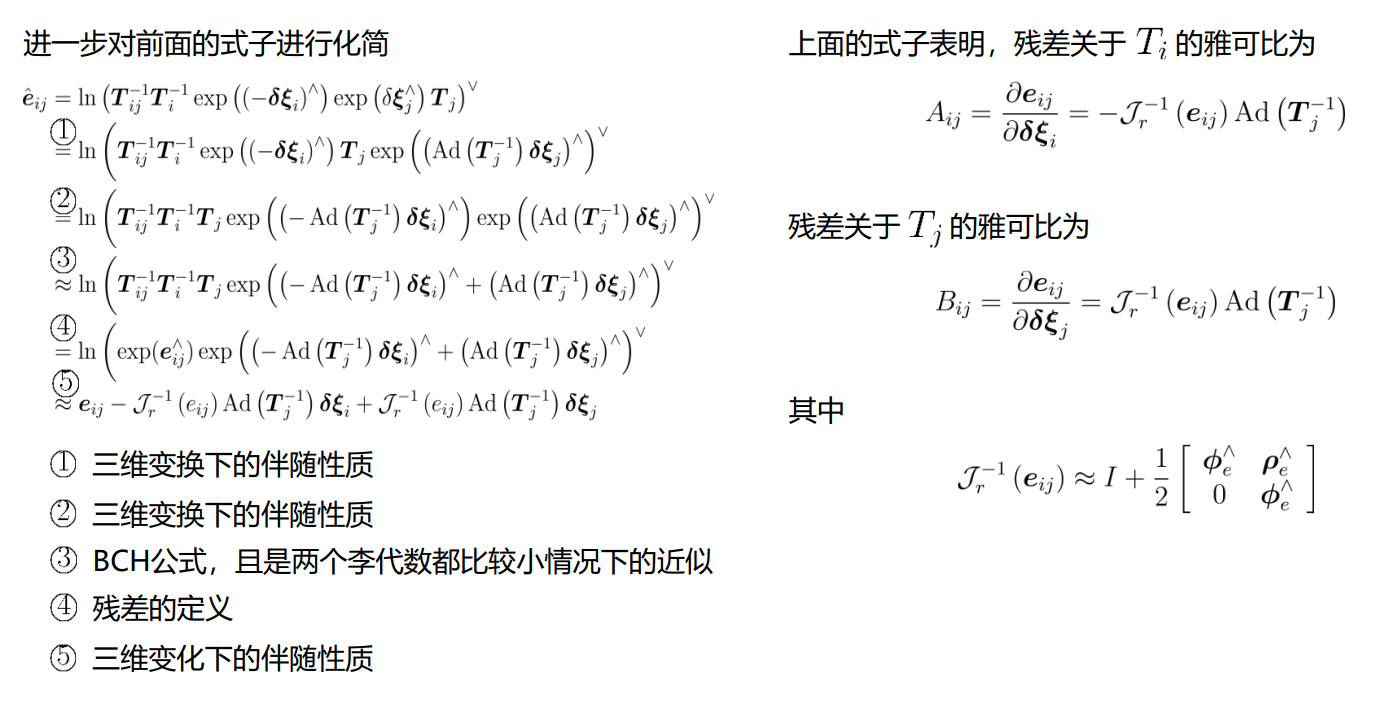 进一步对前面的式子进行化简
$\hat{e}_{ij} = \ln\left(\boldsymbol{T}_{ij}^{-1}\boldsymbol{T}_i^{-1}\exp\left((-\boldsymbol{\delta\xi}_i)^{\wedge}\right)\exp\left(\delta\boldsymbol{\xi}_j^{\wedge}\right)\boldsymbol{T}_j\right)^{\vee}$
$\overset{①}{=} \ln\left(\boldsymbol{T}_{ij}^{-1}\boldsymbol{T}_i^{-1}\exp\left((-\boldsymbol{\delta\xi}_i)^{\wedge}\right)\boldsymbol{T}_j\exp\left(\left(\mathrm{Ad}\left(\boldsymbol{T}_j^{-1}\right)\boldsymbol{\delta\xi}_j\right)^{\wedge}\right)\right)^{\vee}$
$\overset{②}{=} \ln\left(\boldsymbol{T}_{ij}^{-1}\boldsymbol{T}_i^{-1}\boldsymbol{T}_j\exp\left(\left(-\mathrm{Ad}\left(\boldsymbol{T}_j^{-1}\right)\boldsymbol{\delta\xi}_i\right)^{\wedge}\right)\exp\left(\left(\mathrm{Ad}\left(\boldsymbol{T}_j^{-1}\right)\boldsymbol{\delta\xi}_j\right)^{\wedge}\right)\right)^{\vee}$
$\overset{③}{\approx} \ln\left(\boldsymbol{T}_{ij}^{-1}\boldsymbol{T}_i^{-1}\boldsymbol{T}_j\exp\left(\left(-\mathrm{Ad}\left(\boldsymbol{T}_j^{-1}\right)\boldsymbol{\delta\xi}_i\right)^{\wedge}+\left(\mathrm{Ad}\left(\boldsymbol{T}_j^{-1}\right)\boldsymbol{\delta\xi}_j\right)^{\wedge}\right)\right)^{\vee}$
$\overset{④}{=} \ln\left(\exp(\boldsymbol{e}_{ij}^{\wedge})\exp\left(\left(-\mathrm{Ad}\left(\boldsymbol{T}_j^{-1}\right)\boldsymbol{\delta\xi}_i\right)^{\wedge}+\left(\mathrm{Ad}\left(\boldsymbol{T}_j^{-1}\right)\boldsymbol{\delta\xi}_j\right)^{\wedge}\right)\right)^{\vee}$
$\overset{⑤}{\approx} \boldsymbol{e}_{ij}-\mathcal{J}_r^{-1}(e_{ij})\,\mathrm{Ad}\left(\boldsymbol{T}_j^{-1}\right)\boldsymbol{\delta\xi}_i+\mathcal{J}_r^{-1}(e_{ij})\,\mathrm{Ad}\left(\boldsymbol{T}_j^{-1}\right)\boldsymbol{\delta\xi}_j$
① 三维变换下的伴随性质
② 三维变换下的伴随性质
③ BCH公式，且是两个李代数都比较小情况下的近似
④ 残差的定义
⑤ 三维变化下的伴随性质
上面的式子表明，残差关于 $T_i$ 的雅可比为
$A_{ij} = \frac{\partial \boldsymbol{e}_{ij}}{\partial \boldsymbol{\delta\xi}_i} = -\mathcal{J}_r^{-1}(\boldsymbol{e}_{ij})\,\mathrm{Ad}\left(\boldsymbol{T}_j^{-1}\right)$
残差关于 $T_j$ 的雅可比为
$B_{ij} = \frac{\partial \boldsymbol{e}_{ij}}{\partial \boldsymbol{\delta\xi}_j} = \mathcal{J}_r^{-1}(\boldsymbol{e}_{ij})\,\mathrm{Ad}\left(\boldsymbol{T}_j^{-1}\right)$
其中
$\mathcal{J}_r^{-1}(\boldsymbol{e}_{ij}) \approx I+\frac{1}{2}\begin{bmatrix}\boldsymbol{\phi}_e^{\wedge} & \boldsymbol{\rho}_e^{\wedge} \\ 0 & \boldsymbol{\phi}_e^{\wedge}\end{bmatrix}$